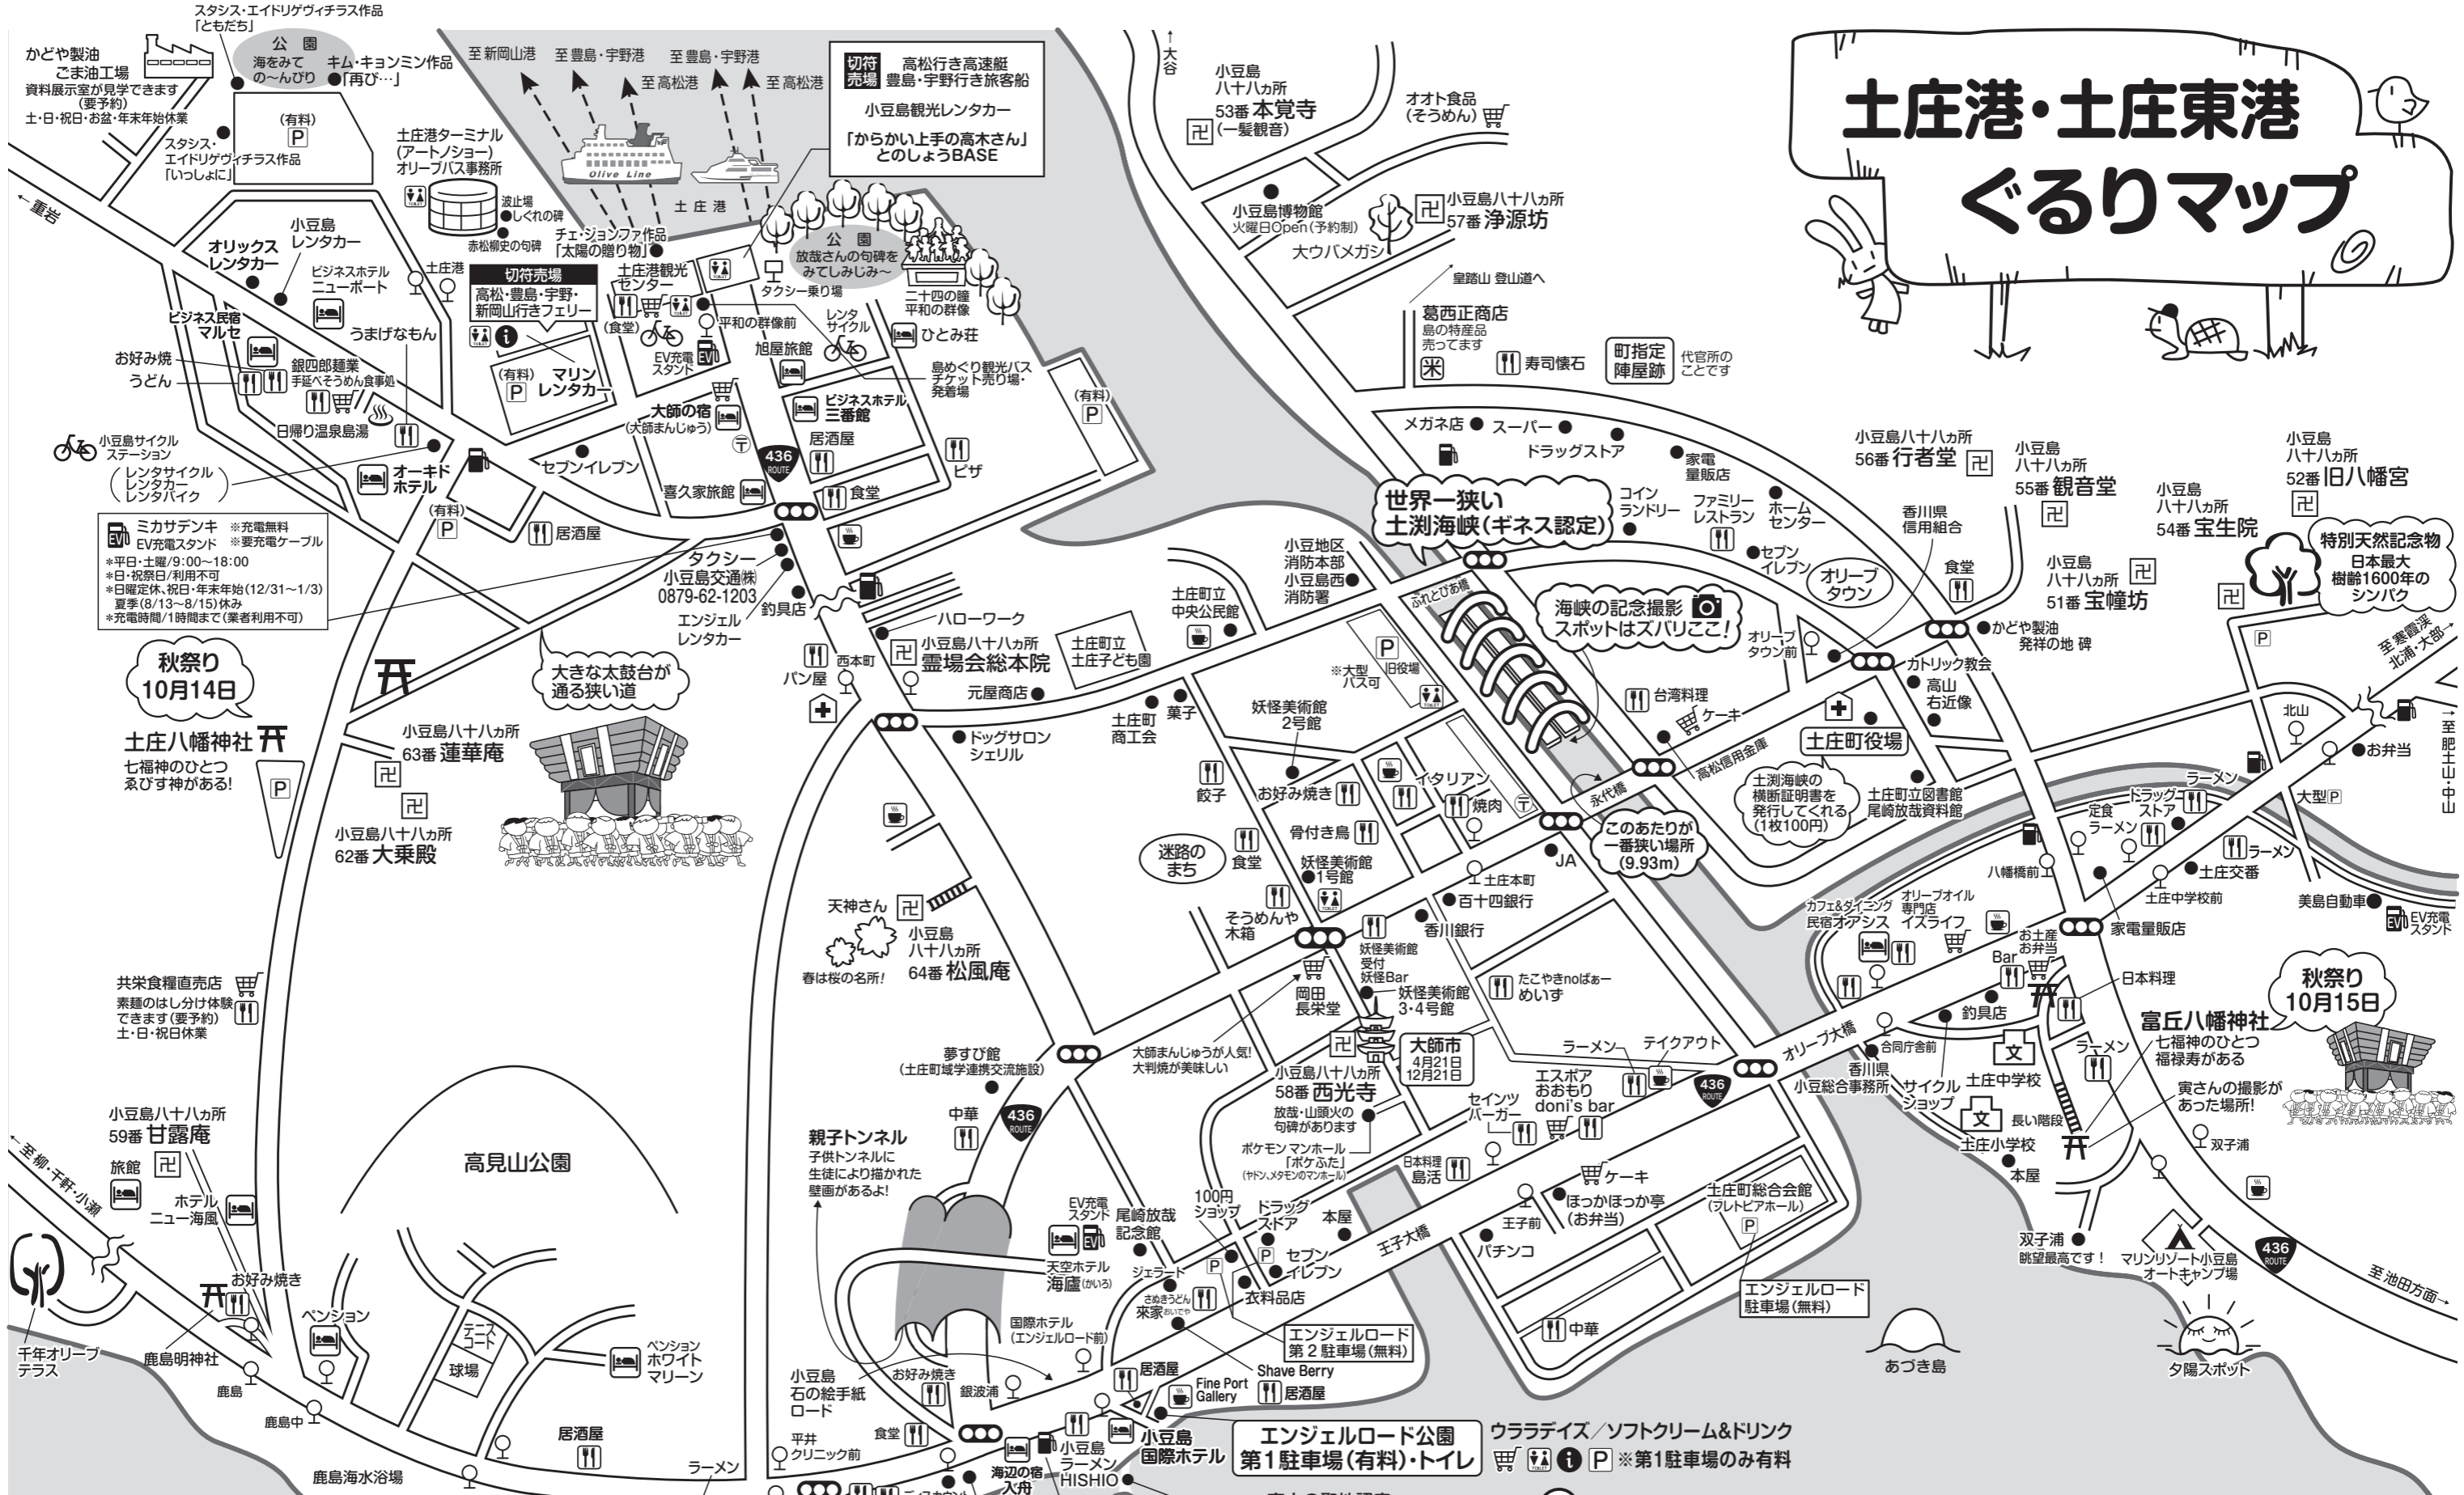 土庄港・土庄東港
ぐるりマップ
スタシス・エイドリゲヴィチラス作品
「ともだち」
かどや製油
ごま油工場
資料展示室が見学できます
(要予約)
土・日・祝日・お盆・年末年始休業
公園
海をみて
の〜んびり
キム・キョンミン作品
「再び…」
(有料)
P
スタシス・
エイドリゲヴィチラス作品
「いっしょに」
←重岩
土庄港ターミナル
(アートノショー)
オリーブバス事務所
波止場
しぐれの碑
赤松柳史の句碑
至新岡山港
至豊島・宇野港
至高松港
至豊島・宇野港
至高松港
Olive Line
土庄港
切符
売場
高松行き高速艇
豊島・宇野行き旅客船
小豆島観光レンタカー
「からかい上手の高木さん」
とのしょうBASE
チェ・ジョンファ作品
「太陽の贈り物」
公園
放哉さんの句碑を
みてしみじみ〜
二十四の瞳
平和の群像
タクシー乗り場
小豆島
レンタカー
オリックス
レンタカー
ビジネスホテル
ニューポート
土庄港
切符売場
高松・豊島・宇野・
新岡山行きフェリー
土庄港観光
センター
(食堂)
平和の群像前
EV充電
スタンド
レンタ
サイクル
ひとみ荘
旭屋旅館
島めぐり観光バス
チケット売り場・
発着場
ビジネス民宿
マルセ
うまげなもん
お好み焼
うどん
銀四郎麺業
手延べそうめん食事処
日帰り温泉島湯
(有料)
P
マリン
レンタカー
大師の宿
(大師まんじゅう)
ビジネスホテル
三番館
居酒屋
ピザ
(有料)
P
小豆島サイクル
ステーション
レンタサイクル
レンタカー
レンタバイク
オーキド
ホテル
(有料)
P
セブンイレブン
436
ROUTE
喜久家旅館
食堂
居酒屋
ミカサデンキ
EV充電スタンド
※充電無料
※要充電ケーブル
*平日・土曜/9:00〜18:00
*日・祝祭日/利用不可
*日曜定休、祝日・年末年始(12/31〜1/3)
夏季(8/13〜8/15)休み
*充電時間/1時間まで(業者利用不可)
タクシー
小豆島交通㈱
0879-62-1203
エンジェル
レンタカー
釣具店
秋祭り
10月14日
土庄八幡神社
七福神のひとつ
ゑびす神がある!
P
大きな太鼓台が
通る狭い道
小豆島八十八ヵ所
63番 蓮華庵
小豆島八十八ヵ所
62番 大乗殿
パン屋
西本町
ハローワーク
小豆島八十八ヵ所
霊場会総本院
元屋商店
ドッグサロン
シェリル
土庄町立
土庄子ども園
土庄町立
中央公民館
土庄町
商工会
菓子
小豆地区
消防本部
小豆島西
消防署
↑大谷
小豆島
八十八ヵ所
53番 本覚寺
(一髪観音)
オオト食品
(そうめん)
小豆島博物館
火曜日Open(予約制)
大ウバメガシ
小豆島八十八ヵ所
57番 浄源坊
皇踏山 登山道へ
葛西正商店
島の特産品
売ってます
米
寿司懐石
町指定
陣屋跡
代官所の
ことです
メガネ店
スーパー
ドラッグストア
家電
量販店
ホーム
センター
コイン
ランドリー
ファミリー
レストラン
セブン
イレブン
世界一狭い
土渕海峡(ギネス認定)
ふれとぴあ橋
海峡の記念撮影
スポットはズバリここ!
P
旧役場
※大型
バス可
オリーブ
タウン
オリーブ
タウン前
香川県
信用組合
小豆島八十八ヵ所
56番 行者堂
小豆島
八十八ヵ所
55番 観音堂
小豆島
八十八ヵ所
54番 宝生院
小豆島
八十八ヵ所
52番 旧八幡宮
特別天然記念物
日本最大
樹齢1600年の
シンパク
食堂
小豆島
八十八ヵ所
51番 宝幢坊
かどや製油
発祥の地 碑
カトリック教会
高山
右近像
P
至寒霞渓
北浦・大部
北山
お弁当
→至肥土山・中山
大型P
台湾料理
ケーキ
高松信用金庫
土庄町役場
土渕海峡の
横断証明書を
発行してくれる
(1枚100円)
土庄町立図書館
尾崎放哉資料館
永代橋
このあたりが
一番狭い場所
(9.93m)
JA
妖怪美術館
2号館
餃子
お好み焼き
イタリアン
焼肉
骨付き鳥
迷路の
まち
食堂
妖怪美術館
1号館
土庄本町
百十四銀行
香川銀行
そうめんや
木箱
岡田
長栄堂
妖怪美術館
受付
妖怪Bar
妖怪美術館
3・4号館
たこやきnoばぁー
めいず
大師まんじゅうが人気!
大判焼が美味しい
小豆島八十八ヵ所
58番 西光寺
放哉・山頭火の
句碑があります
大師市
4月21日
12月21日
ポケモン マンホール
「ポケふた」
(ヤドン、メタモンのマンホール)
ラーメン
テイクアウト
エスポア
おおもり
doni's bar
セインツ
バーガー
日本料理
島活
436
ROUTE
オリーブ大橋
ラーメン
ドラッグ
ストア
定食
ラーメン
ラーメン
土庄交番
八幡橋前
土庄中学校前
美島自動車
EV充電
スタンド
家電量販店
カフェ&ダイニング
民宿オアシス
オリーブオイル
専門店
イズライフ
お土産
お弁当
Bar
日本料理
釣具店
合同庁舎前
香川県
小豆総合事務所
サイクル
ショップ
文
土庄中学校
文
土庄小学校
長い階段
本屋
ラーメン
富丘八幡神社
七福神のひとつ
福禄寿がある
寅さんの撮影が
あった場所!
秋祭り
10月15日
双子浦
双子浦
眺望最高です!
マリンリゾート小豆島
オートキャンプ場
436
ROUTE
至池田方面→
夕陽スポット
あづき島
共栄食糧直売店
素麺のはし分け体験
できます(要予約)
土・日・祝日休業
天神さん
春は桜の名所!
小豆島
八十八ヵ所
64番 松風庵
夢すび館
(土庄町域学連携交流施設)
中華
436
ROUTE
親子トンネル
子供トンネルに
生徒により描かれた
壁画があるよ!
高見山公園
小豆島八十八ヵ所
59番 甘露庵
旅館
ホテル
ニュー海風
←至柳・千軒・小瀬
お好み焼き
千年オリーブ
テラス
鹿島明神社
鹿島
鹿島中
ペンション
テニス
コート
球場
ペンション
ホワイト
マリーン
居酒屋
鹿島海水浴場
ラーメン
EV充電
スタンド
天空ホテル
海廬(かいろ)
尾崎放哉
記念館
100円
ショップ
ドラッグ
ストア
本屋
P
P
セブン
イレブン
衣料品店
ジェラート
さぬきうどん
來家おいでや
王子大橋
王子前
ケーキ
ほっかほっか亭
(お弁当)
パチンコ
土庄町総合会館
(フレトピアホール)
P
エンジェルロード
駐車場(無料)
中華
エンジェルロード
第2駐車場(無料)
Shave Berry
居酒屋
国際ホテル
(エンジェルロード前)
小豆島
石の絵手紙
ロード
お好み焼き
銀波浦
居酒屋
Fine Port
Gallery
平井
クリニック前
食堂
海辺の宿
入舟
小豆島
ラーメン
HISHIO
小豆島
国際ホテル
エンジェルロード公園
第1駐車場(有料)・トイレ
ウララデイズ/ソフトクリーム&ドリンク
P ※第1駐車場のみ有料